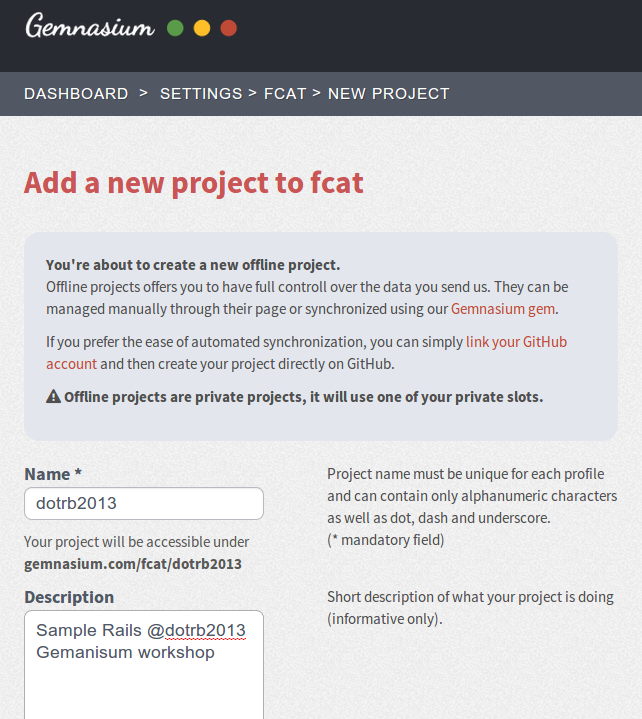 Gemnasium
DASHBOARD > SETTINGS > FCAT > NEW PROJECT
Add a new project to fcat
You're about to create a new offline project.
Offline projects offers you to have full controll over the data you send us. They can be
managed manually through their page or synchronized using our Gemnasium gem.
If you prefer the ease of automated synchronization, you can simply link your GitHub
account and then create your project directly on GitHub.
Offline projects are private projects, it will use one of your private slots.
Name *
dotrb2013
Your project will be accessible under
gemnasium.com/fcat/dotrb2013
Project name must be unique for each profile
and can contain only alphanumeric characters
as well as dot, dash and underscore.
(* mandatory field)
Description
Sample Rails @dotrb2013
Gemanisum workshop
Short description of what your project is doing
(informative only).